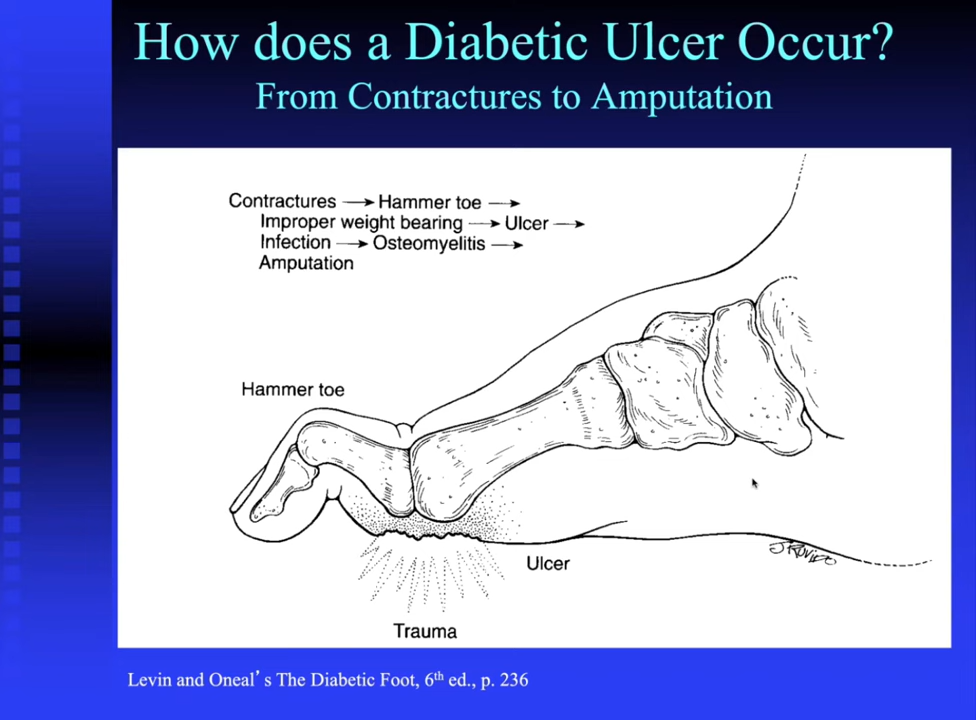 How does a Diabetic Ulcer Occur?
From Contractures to Amputation
Contractures → Hammer toe →
Improper weight bearing → Ulcer →
Infection → Osteomyelitis →
Amputation
Hammer toe
Ulcer
Trauma
Levin and Oneal’s The Diabetic Foot, 6th ed., p. 236